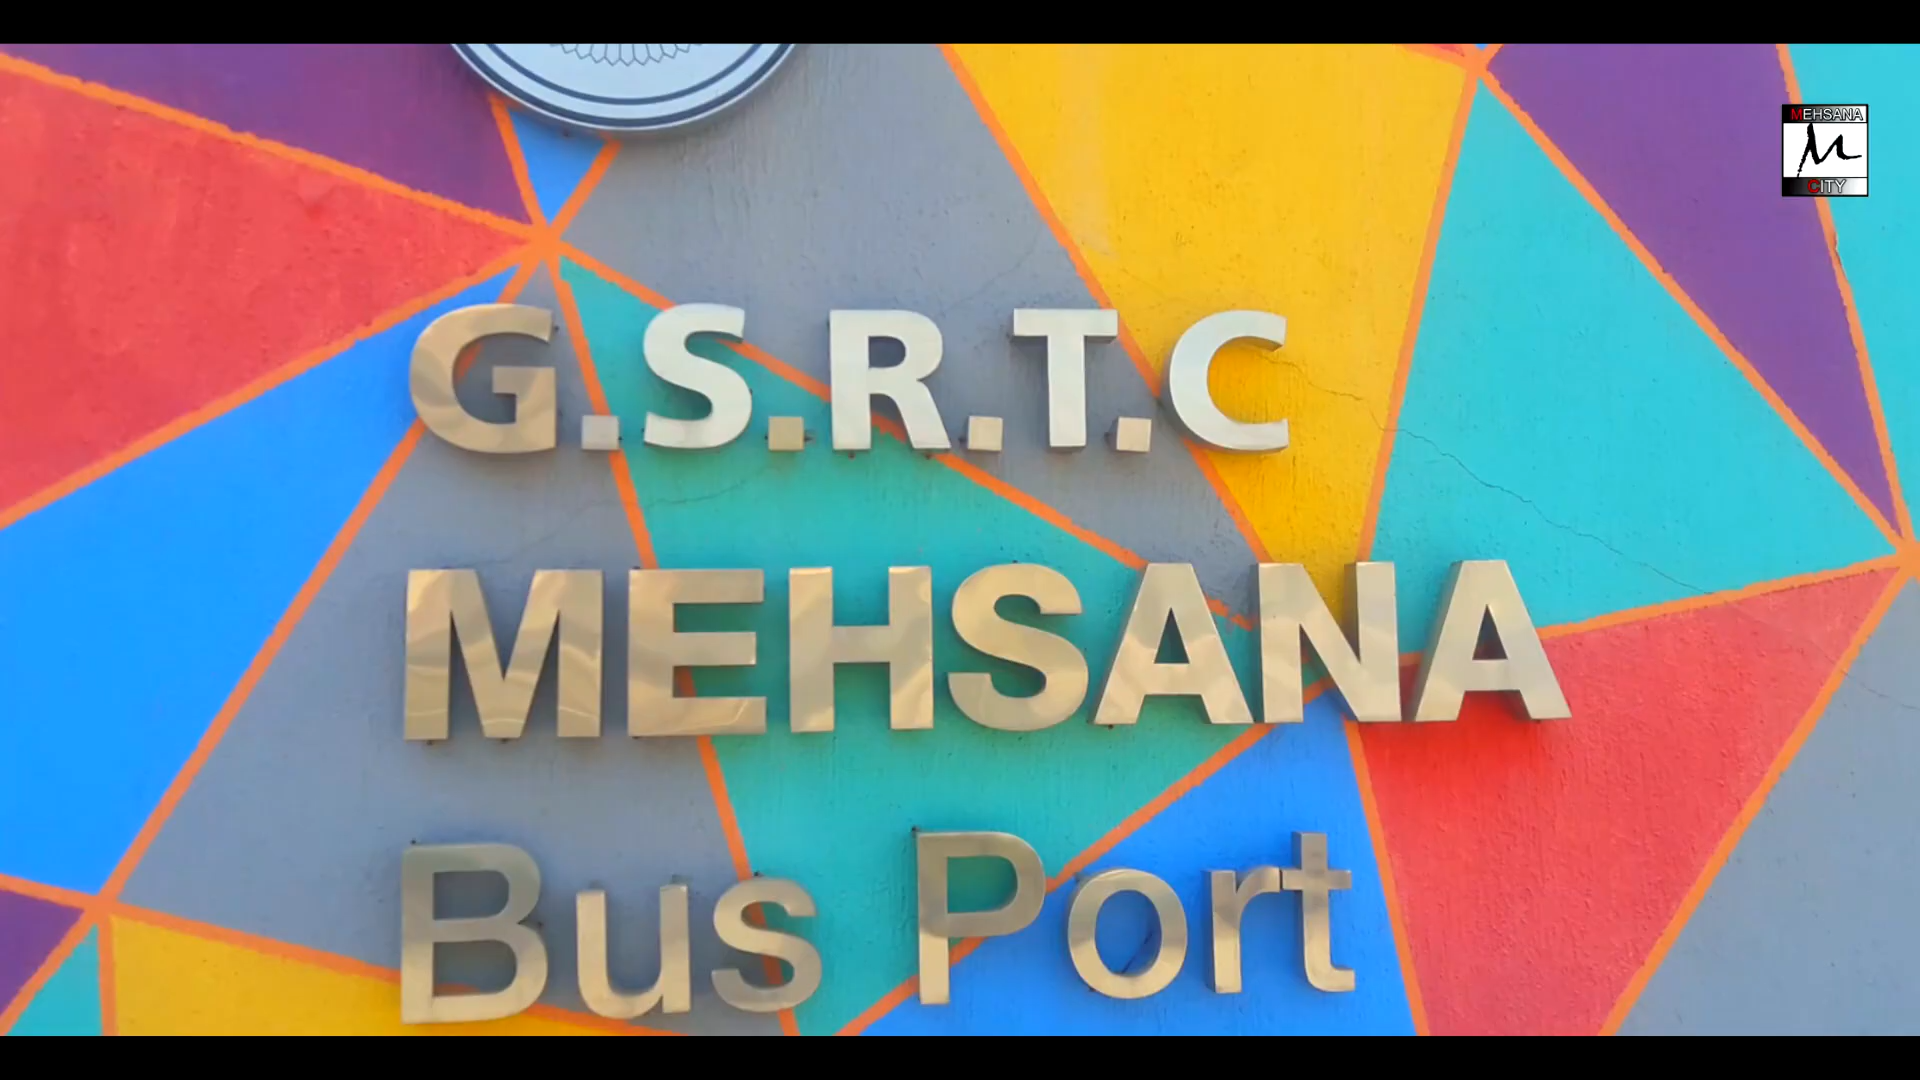 G.S.R.T.C
MEHSANA
Bus Port
MEHSANA
M
CITY